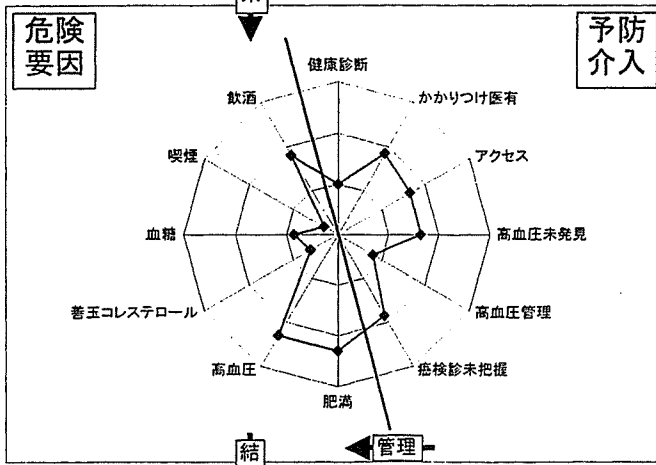 危険
要因
予防
介入
健康診断
飲酒
かかりつけ医有
喫煙
アクセス
血糖
高血圧未発見
善玉コレステロール
高血圧管理
高血圧
癌検診未把握
肥満
管理
結